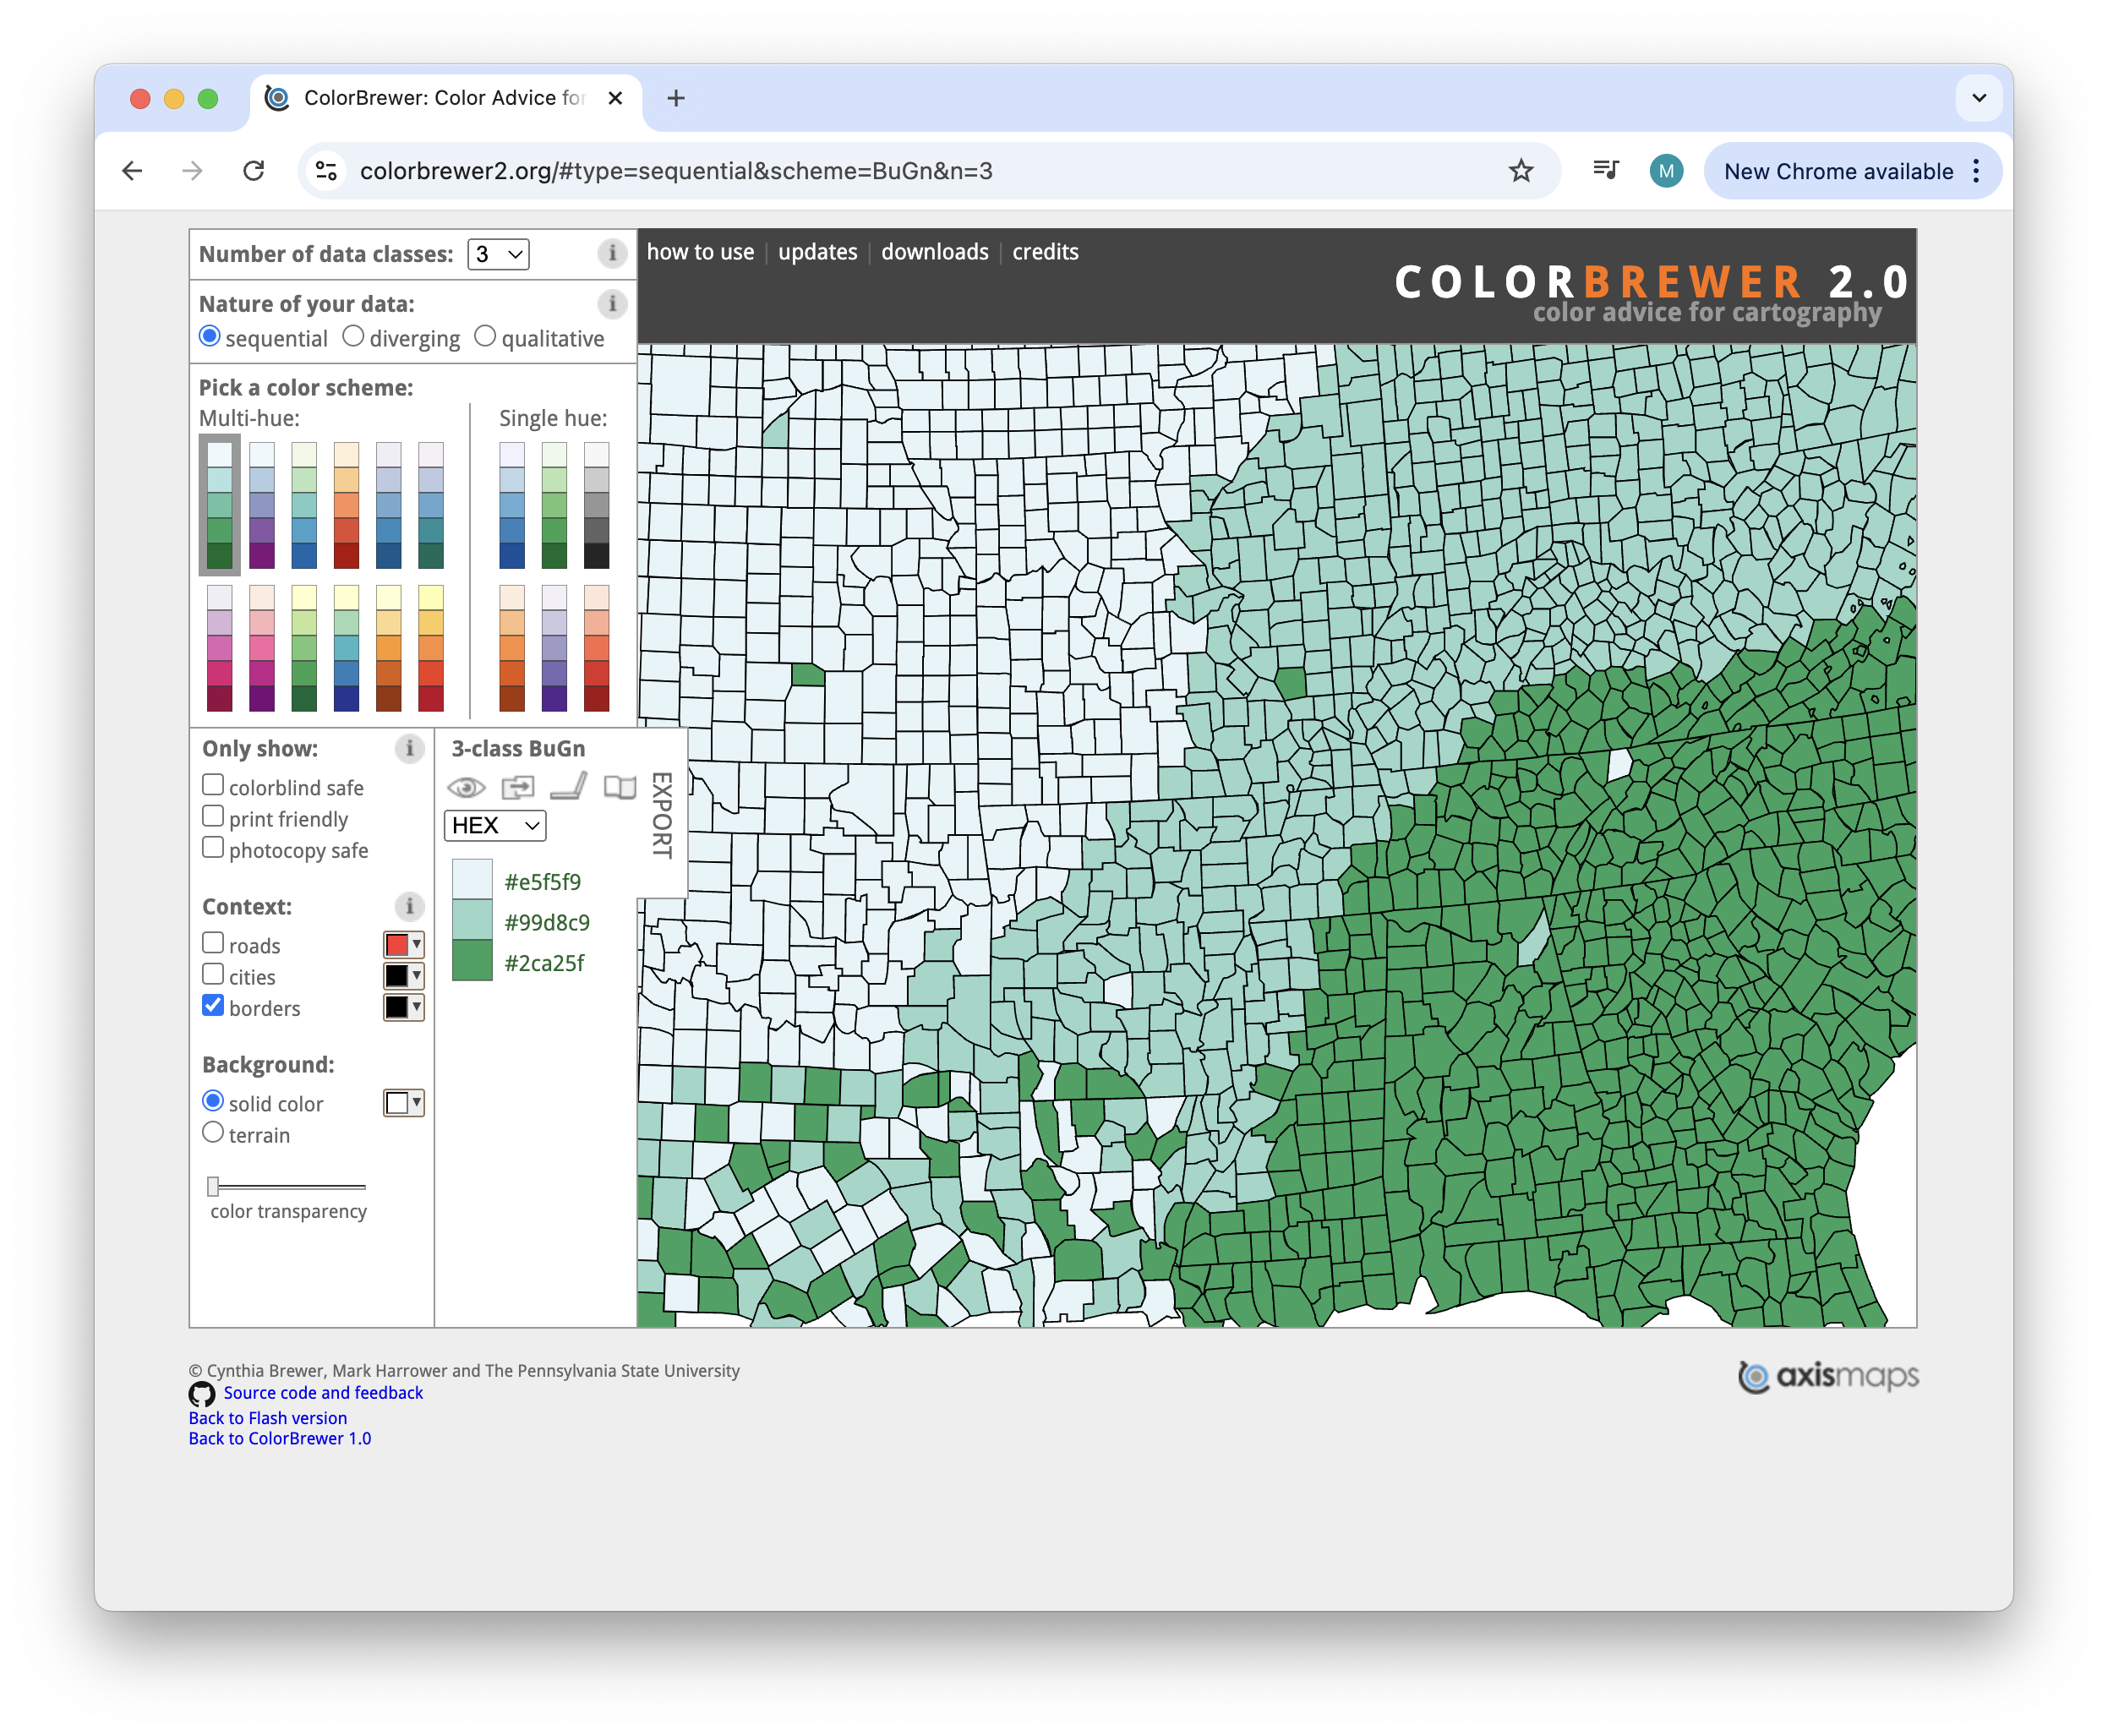 ColorBrewer: Color Advice for
colorbrewer2.org/#type=sequential&scheme=BuGn&n=3
M
New Chrome available
Number of data classes: 3
i
how to use | updates | downloads | credits
COLORBREWER 2.0
color advice for cartography
Nature of your data:
i
sequential diverging qualitative
Pick a color scheme:
Multi-hue: Single hue:
Only show:
i
colorblind safe
print friendly
photocopy safe
Context:
i
roads
cities
borders
Background:
solid color
terrain
color transparency
3-class BuGn
EXPORT
HEX
#e5f5f9
#99d8c9
#2ca25f
© Cynthia Brewer, Mark Harrower and The Pennsylvania State University
Source code and feedback
Back to Flash version
Back to ColorBrewer 1.0
axismaps